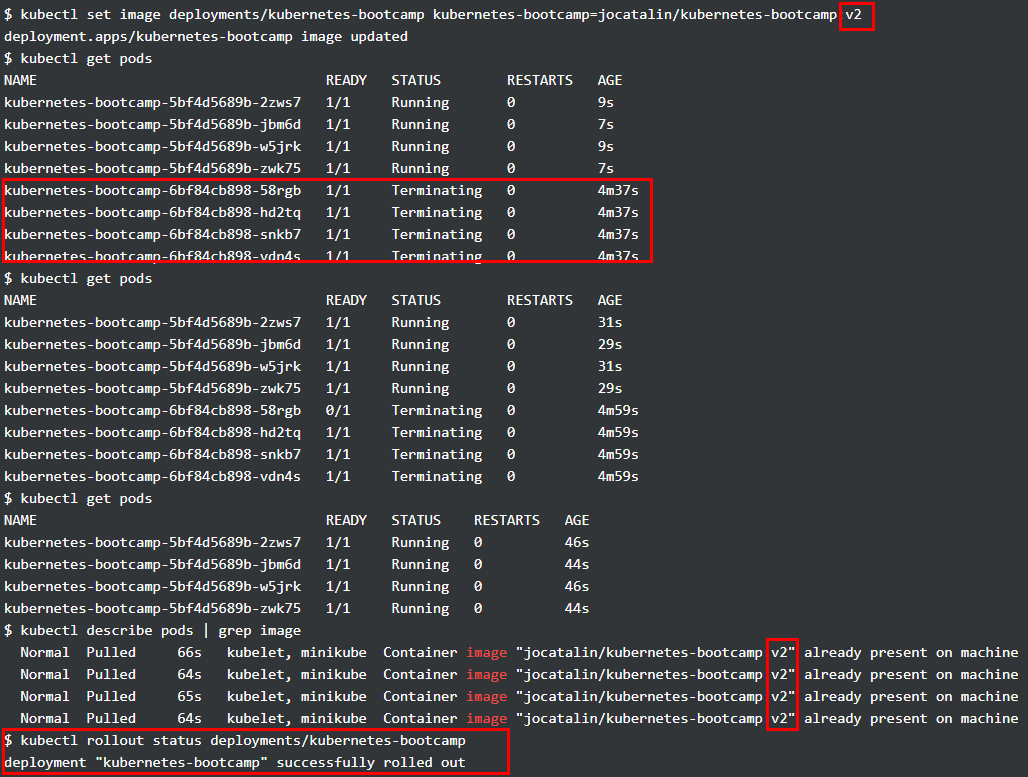 $ kubectl set image deployments/kubernetes-bootcamp kubernetes-bootcamp=jocatalin/kubernetes-bootcamp:v2
deployment.apps/kubernetes-bootcamp image updated
$ kubectl get pods
NAME READY STATUS RESTARTS AGE
kubernetes-bootcamp-5bf4d5689b-2zws7 1/1 Running 0 9s
kubernetes-bootcamp-5bf4d5689b-jbm6d 1/1 Running 0 7s
kubernetes-bootcamp-5bf4d5689b-w5jrk 1/1 Running 0 9s
kubernetes-bootcamp-5bf4d5689b-zwk75 1/1 Running 0 7s
kubernetes-bootcamp-6bf84cb898-58rgb 1/1 Terminating 0 4m37s
kubernetes-bootcamp-6bf84cb898-hd2tq 1/1 Terminating 0 4m37s
kubernetes-bootcamp-6bf84cb898-snkb7 1/1 Terminating 0 4m37s
kubernetes-bootcamp-6bf84cb898-vdn4s 1/1 Terminating 0 4m37s
$ kubectl get pods
NAME READY STATUS RESTARTS AGE
kubernetes-bootcamp-5bf4d5689b-2zws7 1/1 Running 0 31s
kubernetes-bootcamp-5bf4d5689b-jbm6d 1/1 Running 0 29s
kubernetes-bootcamp-5bf4d5689b-w5jrk 1/1 Running 0 31s
kubernetes-bootcamp-5bf4d5689b-zwk75 1/1 Running 0 29s
kubernetes-bootcamp-6bf84cb898-58rgb 0/1 Terminating 0 4m59s
kubernetes-bootcamp-6bf84cb898-hd2tq 1/1 Terminating 0 4m59s
kubernetes-bootcamp-6bf84cb898-snkb7 1/1 Terminating 0 4m59s
kubernetes-bootcamp-6bf84cb898-vdn4s 1/1 Terminating 0 4m59s
$ kubectl get pods
NAME READY STATUS RESTARTS AGE
kubernetes-bootcamp-5bf4d5689b-2zws7 1/1 Running 0 46s
kubernetes-bootcamp-5bf4d5689b-jbm6d 1/1 Running 0 44s
kubernetes-bootcamp-5bf4d5689b-w5jrk 1/1 Running 0 46s
kubernetes-bootcamp-5bf4d5689b-zwk75 1/1 Running 0 44s
$ kubectl describe pods | grep image
Normal Pulled 66s kubelet, minikube Container image "jocatalin/kubernetes-bootcamp:v2" already present on machine
Normal Pulled 64s kubelet, minikube Container image "jocatalin/kubernetes-bootcamp:v2" already present on machine
Normal Pulled 65s kubelet, minikube Container image "jocatalin/kubernetes-bootcamp:v2" already present on machine
Normal Pulled 64s kubelet, minikube Container image "jocatalin/kubernetes-bootcamp:v2" already present on machine
$ kubectl rollout status deployments/kubernetes-bootcamp
deployment "kubernetes-bootcamp" successfully rolled out